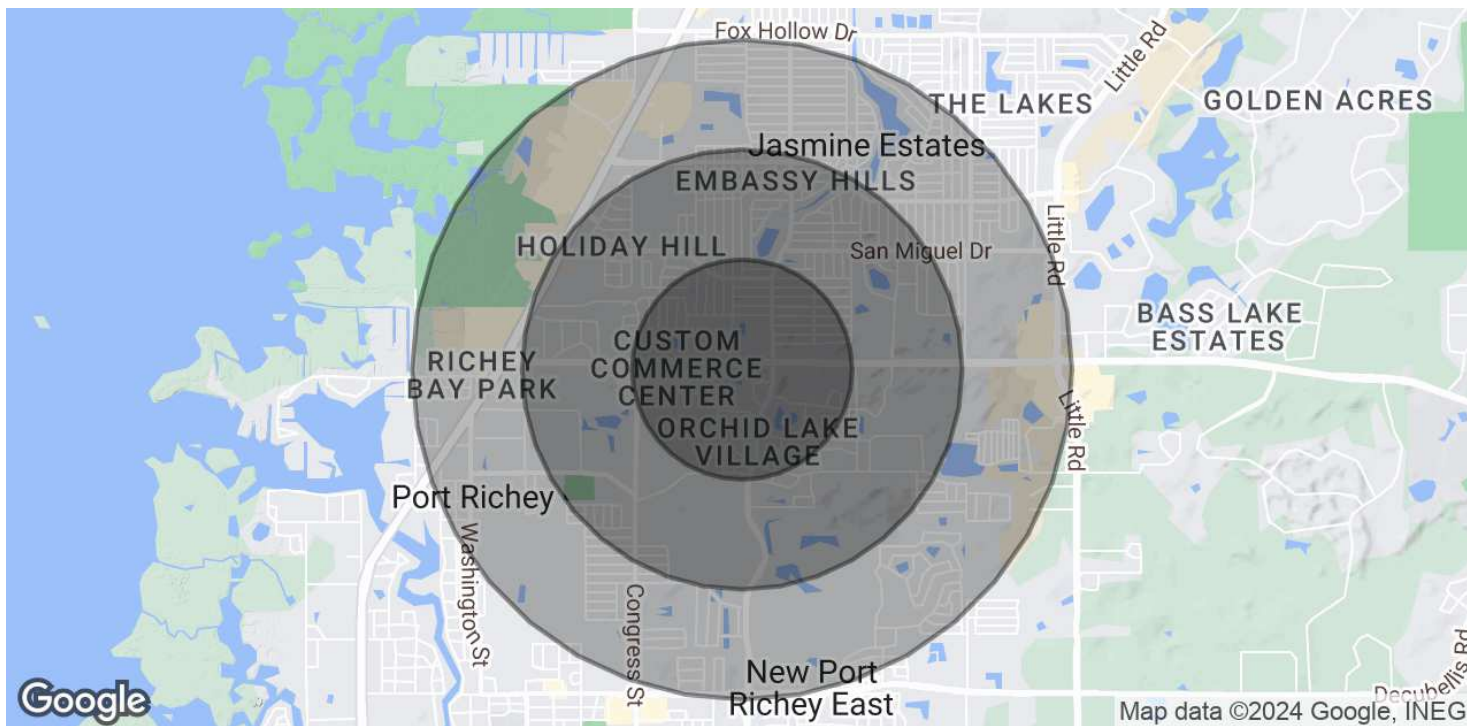 Fox Hollow Dr
Little Rd
THE LAKES
GOLDEN ACRES
Jasmine Estates
EMBASSY HILLS
HOLIDAY HILL
San Miguel Dr
Little Rd
BASS LAKE
ESTATES
CUSTOM
COMMERCE
CENTER
RICHEY
BAY PARK
ORCHID LAKE
VILLAGE
Little Rd
Port Richey
Washington St
Congress St
New Port
Richey East
Decubellis Rd
Google
Map data ©2024 Google, INEG